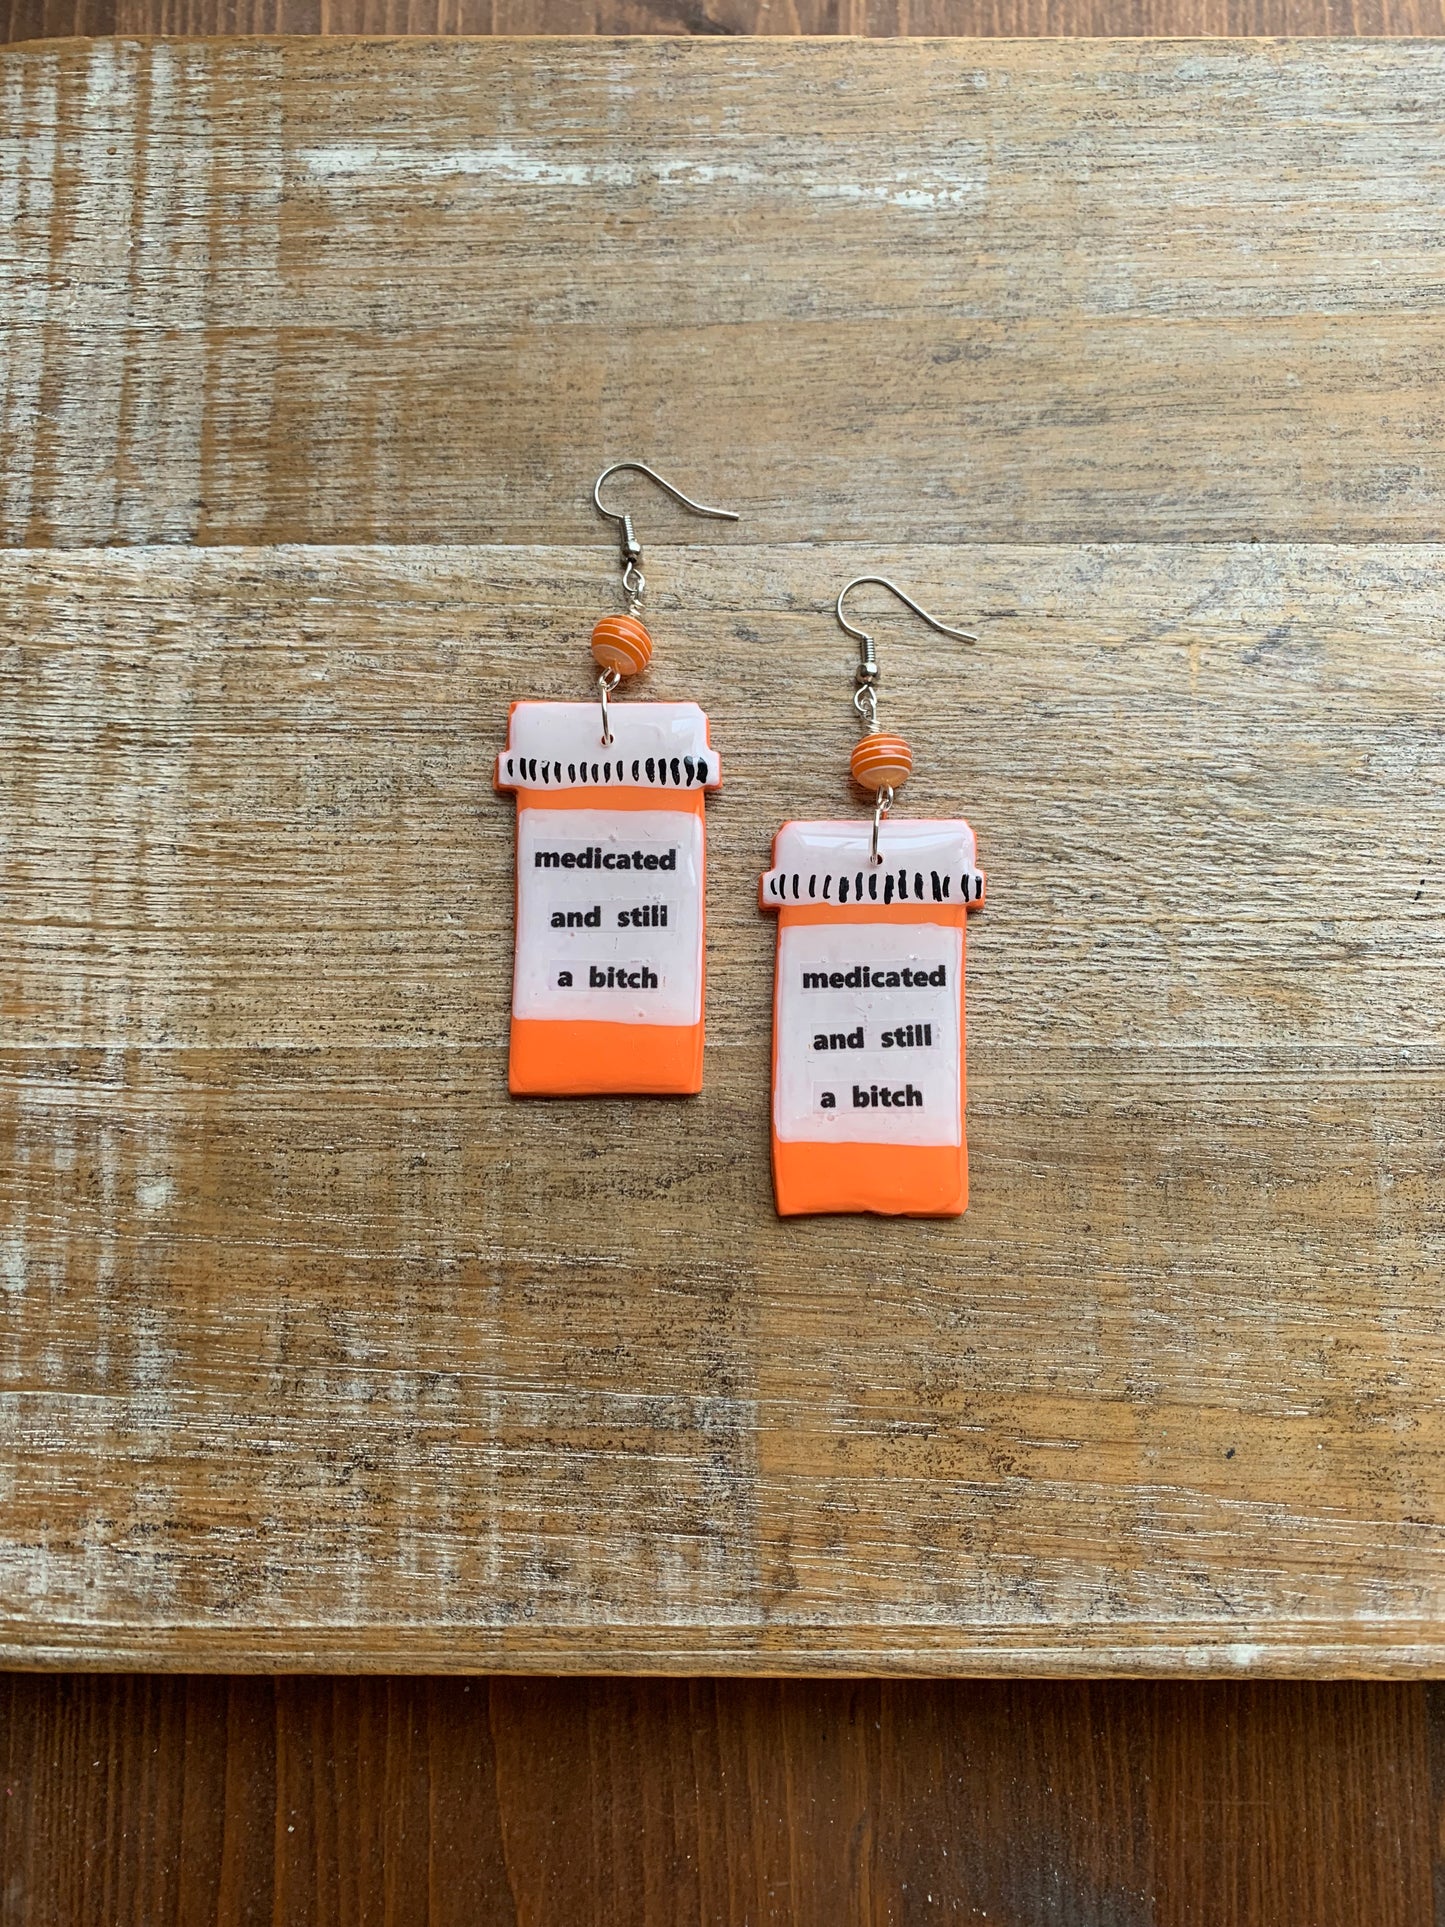 medicated
and still
a bitch
medicated
and still
a bitch